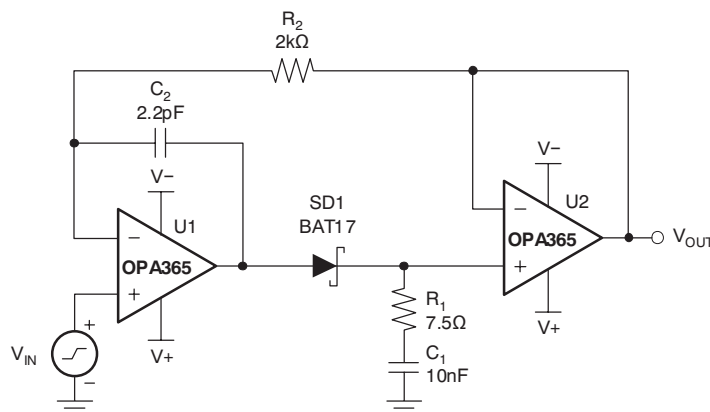 R2
2kΩ
C2
2.2pF
V−
U1
−
OPA365
+
V+
VIN
+
−
SD1
BAT17
R1
7.5Ω
C1
10nF
V−
U2
−
OPA365
+
V+
VOUT